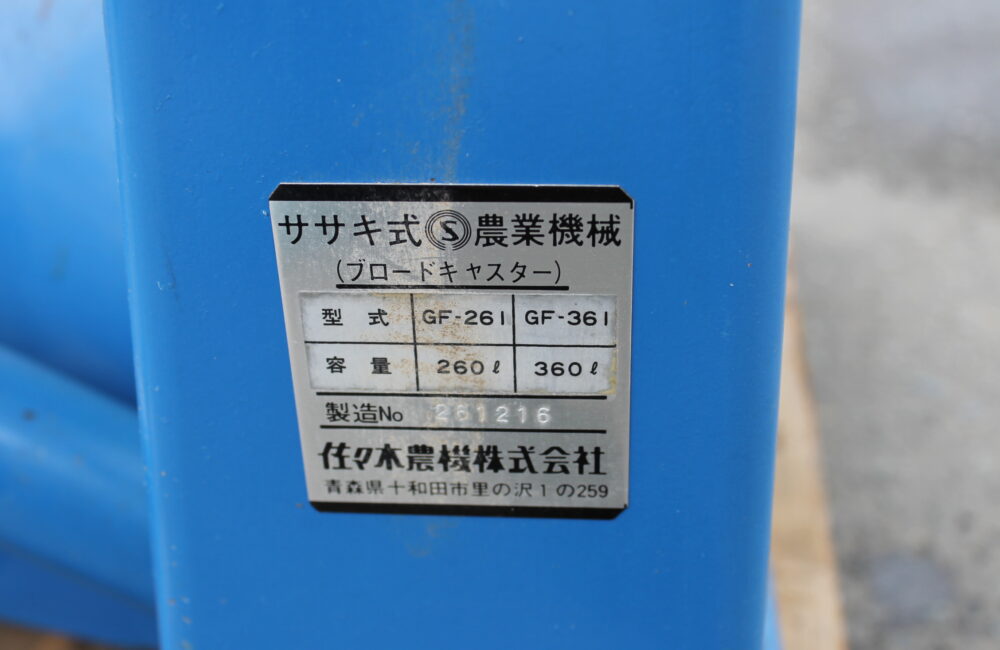 ササキ式 S 農業機械
(ブロードキャスター)
型式 GF-261 GF-361
容量 260ℓ 360ℓ
製造No 261216
佐々木農機株式会社
青森県十和田市里の沢1の259